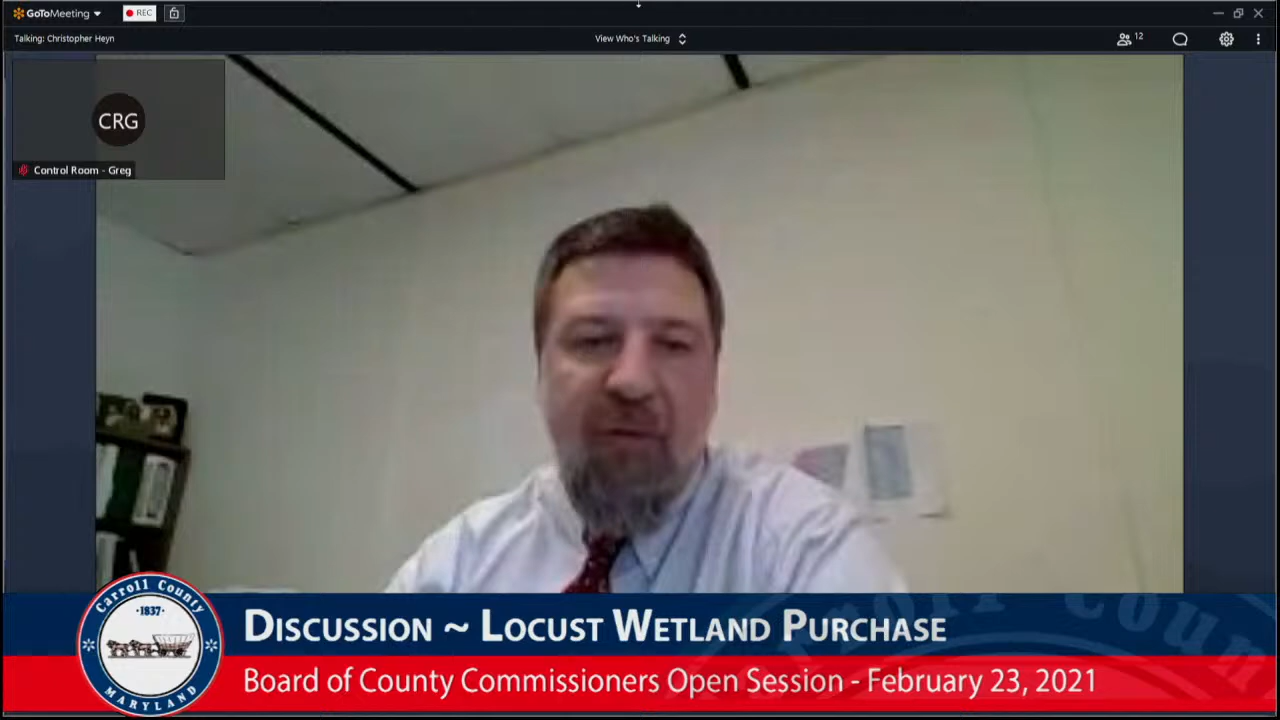 GoToMeeting
REC
Talking: Christopher Heyn
View Who's Talking
12
CRG
Control Room - Greg
Carroll County
1837
MARYLAND
DISCUSSION ~ LOCUST WETLAND PURCHASE
Board of County Commissioners Open Session - February 23, 2021